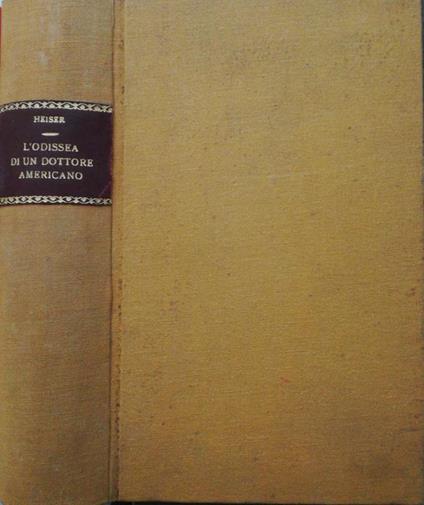 HEISER
L'ODISSEA
DI UN DOTTORE
AMERICANO